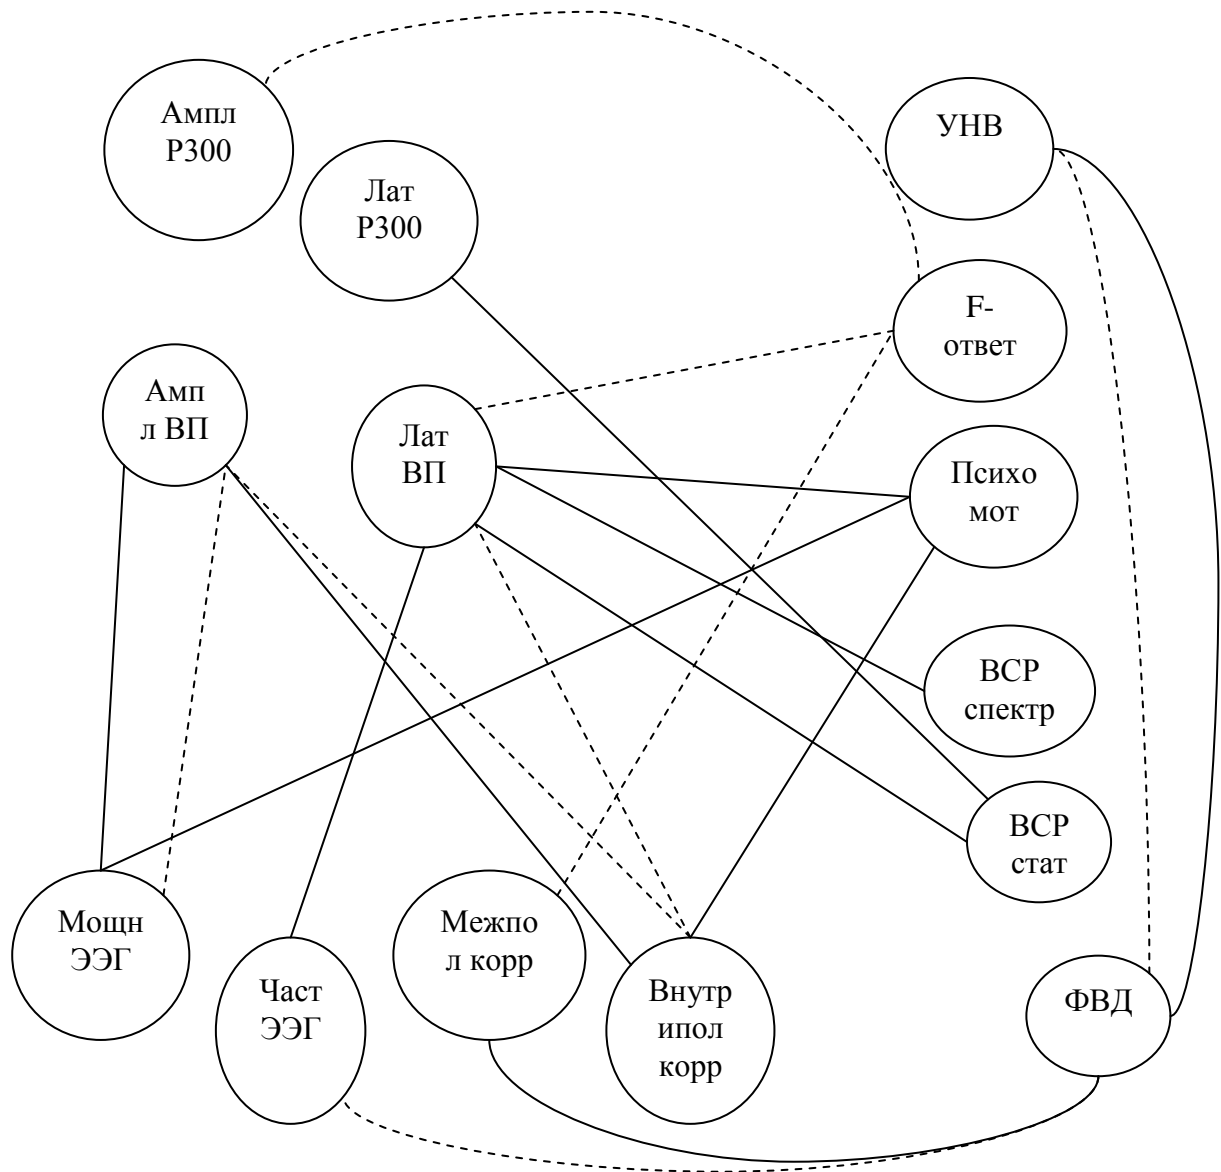 Ампл
Р300
УНВ
Лат
Р300
F-
ответ
Амп
л ВП
Лат
ВП
Психо
мот
ВСР
спектр
ВСР
стат
Мощн
ЭЭГ
Част
ЭЭГ
Межпо
л корр
Внутр
ипол
корр
ФВД